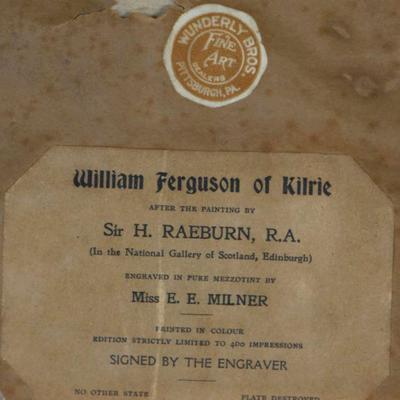 WUNDERLY BROS.
FINE
ART
DEALERS
PITTSBURGH, PA.
William Ferguson of Kilrie
AFTER THE PAINTING BY
Sir H. RAEBURN, R.A.
(In the National Gallery of Scotland, Edinburgh)
ENGRAVED IN PURE MEZZOTINT BY
Miss E. E. MILNER
PRINTED IN COLOUR
EDITION STRICTLY LIMITED TO 400 IMPRESSIONS
SIGNED BY THE ENGRAVER
NO OTHER STATE PLATE DESTROYED